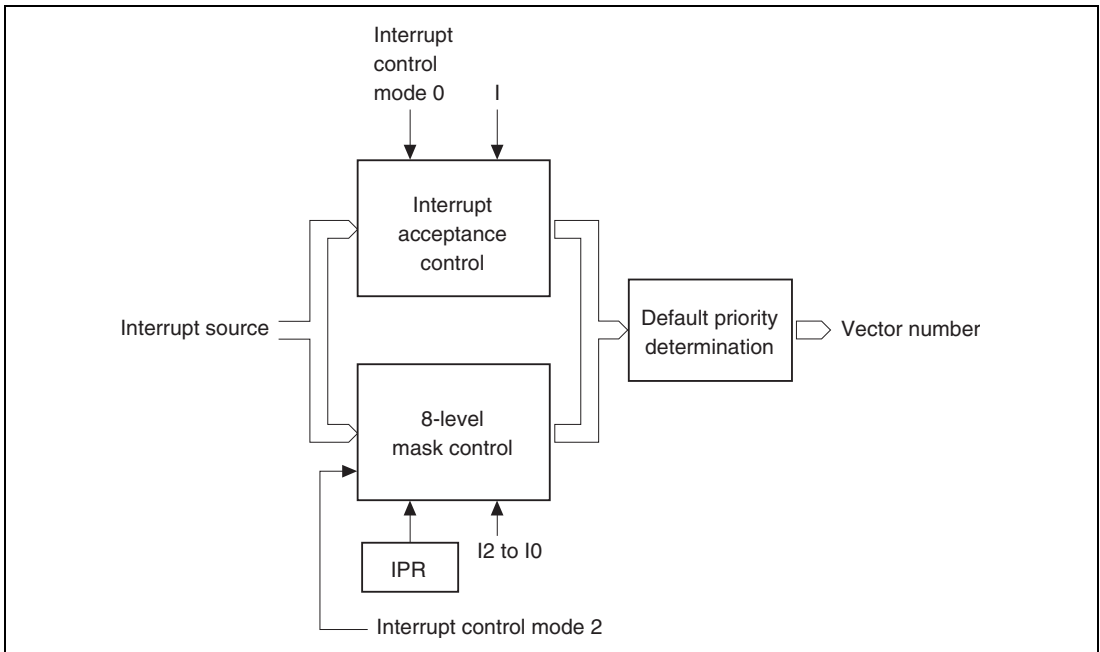 Interrupt
control
mode 0
I
Interrupt
acceptance
control
Interrupt source
Default priority
determination
Vector number
8-level
mask control
I2 to I0
IPR
Interrupt control mode 2